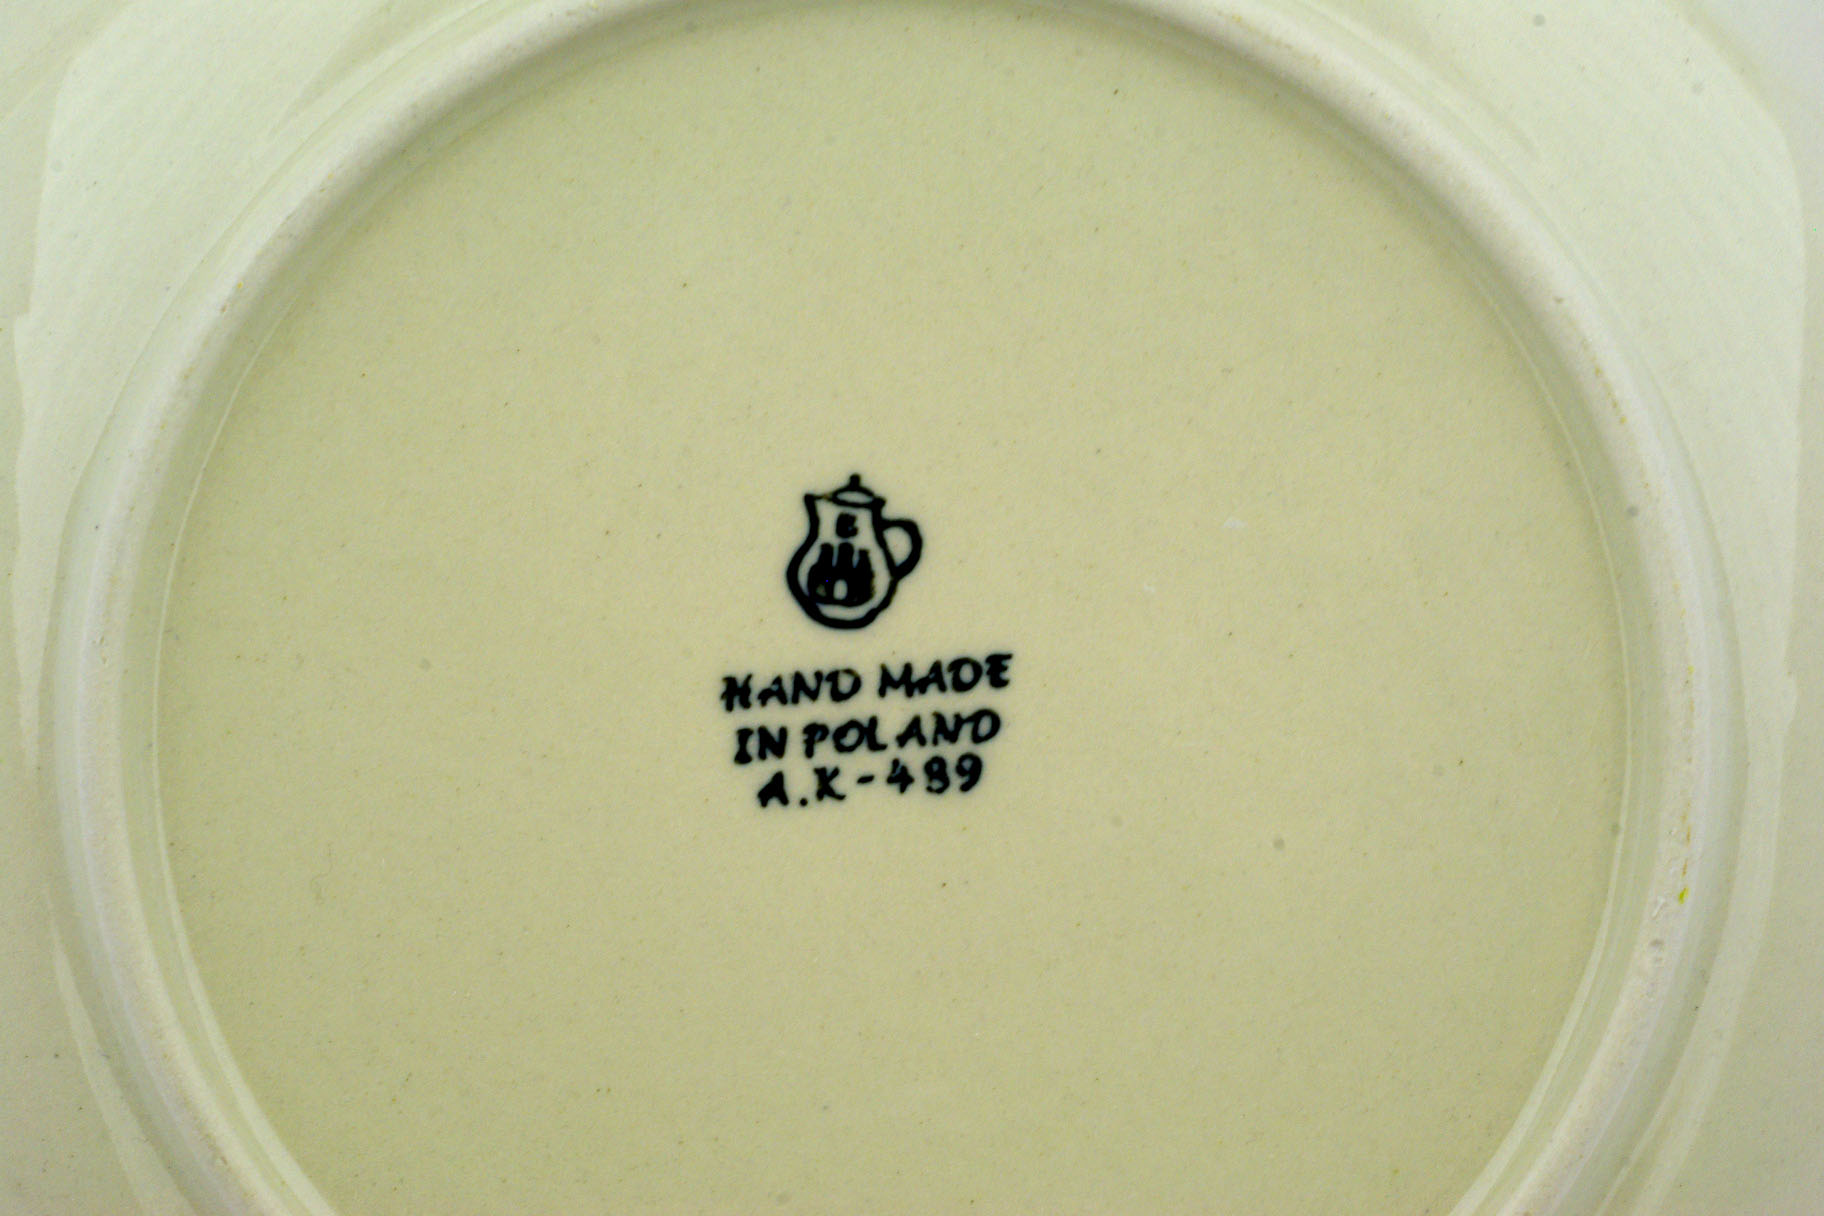 B
HAND MADE
IN POLAND
A.K-489